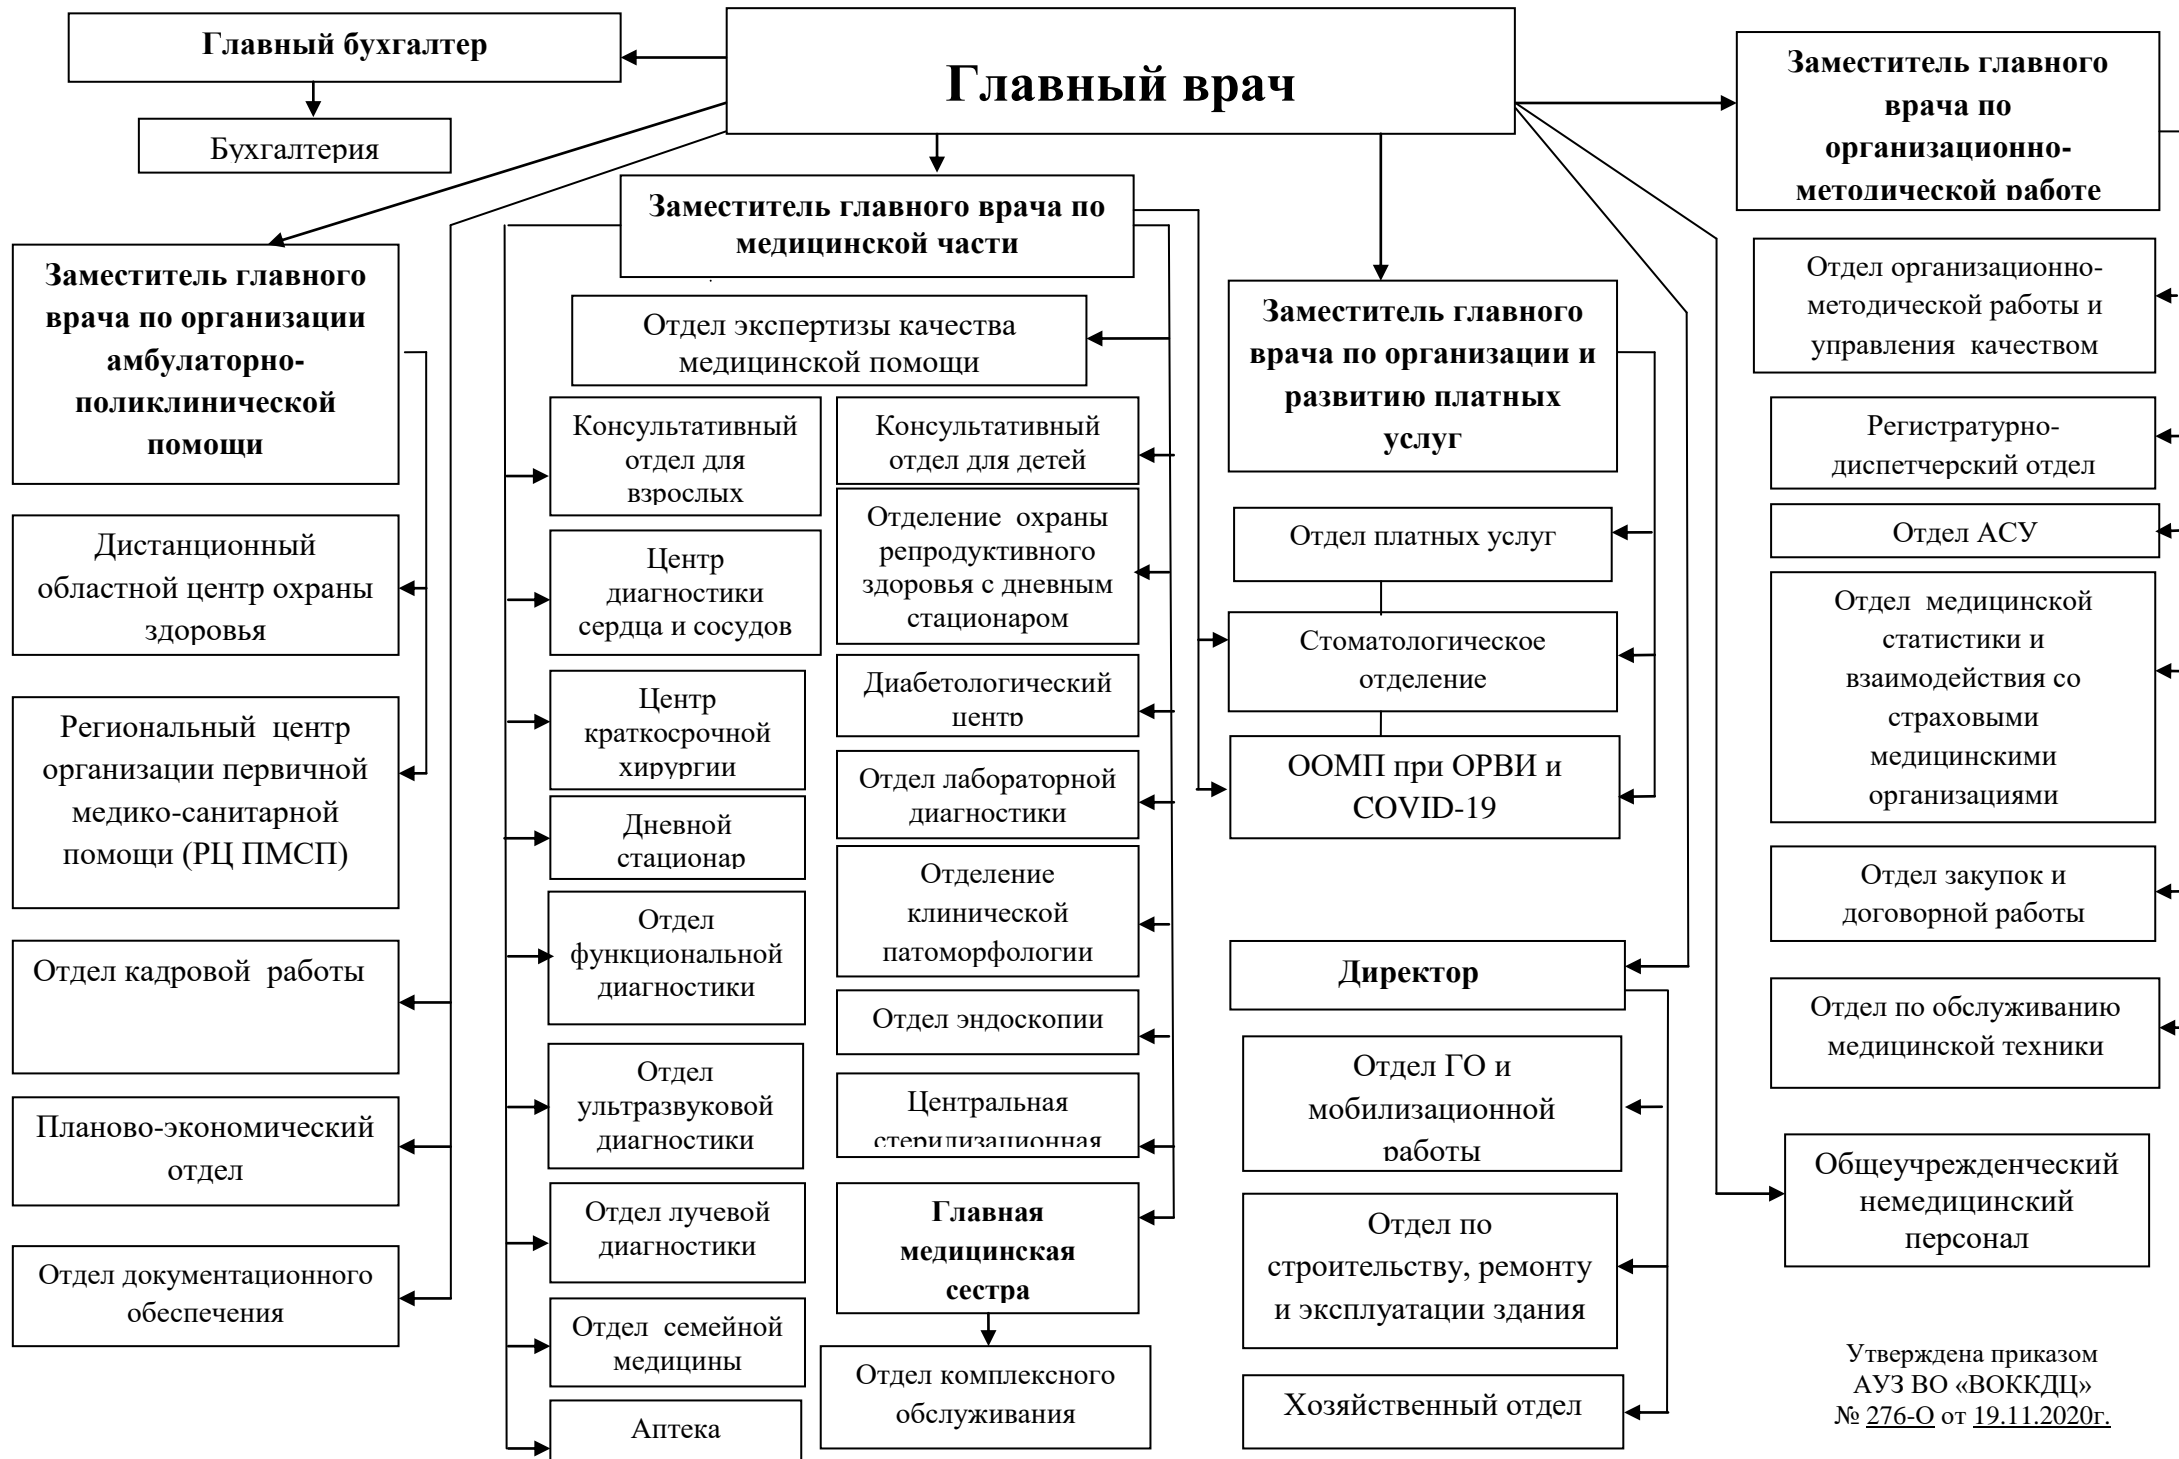 Главный бухгалтер
Бухгалтерия
Главный врач
Заместитель главного
врача по
организационно-
методической работе
Заместитель главного врача по
медицинской части
Заместитель главного
врача по организации
амбулаторно-
поликлинической
помощи
Дистанционный
областной центр охраны
здоровья
Региональный центр
организации первичной
медико-санитарной
помощи (РЦ ПМСП)
Отдел кадровой работы
Планово-экономический
отдел
Отдел документационного
обеспечения
Отдел экспертизы качества
медицинской помощи
Консультативный
отдел для
взрослых
Центр
диагностики
сердца и сосудов
Центр
краткосрочной
хирургии
Дневной
стационар
Отдел
функциональной
диагностики
Отдел
ультразвуковой
диагностики
Отдел лучевой
диагностики
Отдел семейной
медицины
Аптека
Консультативный
отдел для детей
Отделение охраны
репродуктивного
здоровья с дневным
стационаром
Диабетологический
центр
Отдел лабораторной
диагностики
Отделение
клинической
патоморфологии
Отдел эндоскопии
Центральная
стерилизационная
Главная
медицинская
сестра
Отдел комплексного
обслуживания
Заместитель главного
врача по организации и
развитию платных
услуг
Отдел платных услуг
Стоматологическое
отделение
ООМП при ОРВИ и
COVID-19
Директор
Отдел ГО и
мобилизационной
работы
Отдел по
строительству, ремонту
и эксплуатации здания
Хозяйственный отдел
Отдел организационно-
методической работы и
управления качеством
Регистратурно-
диспетчерский отдел
Отдел АСУ
Отдел медицинской
статистики и
взаимодействия со
страховыми
медицинскими
организациями
Отдел закупок и
договорной работы
Отдел по обслуживанию
медицинской техники
Общеучрежденческий
немедицинский
персонал
Утверждена приказом
АУЗ ВО «ВОККДЦ»
№ 276-О от 19.11.2020г.